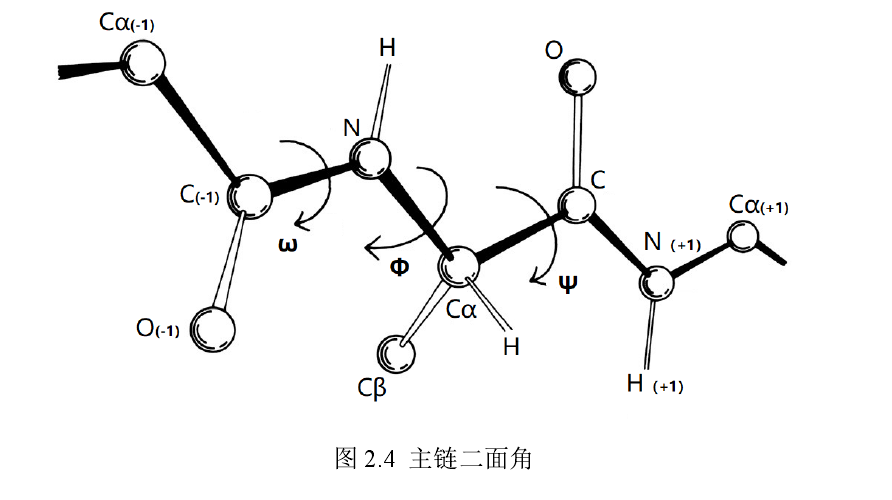 Cα(-1)
H
O
N
C(-1)
C
Cα(+1)
N (+1)
ω
Φ
Ψ
Cα
O(-1)
H
Cβ
H (+1)
图 2.4 主链二面角